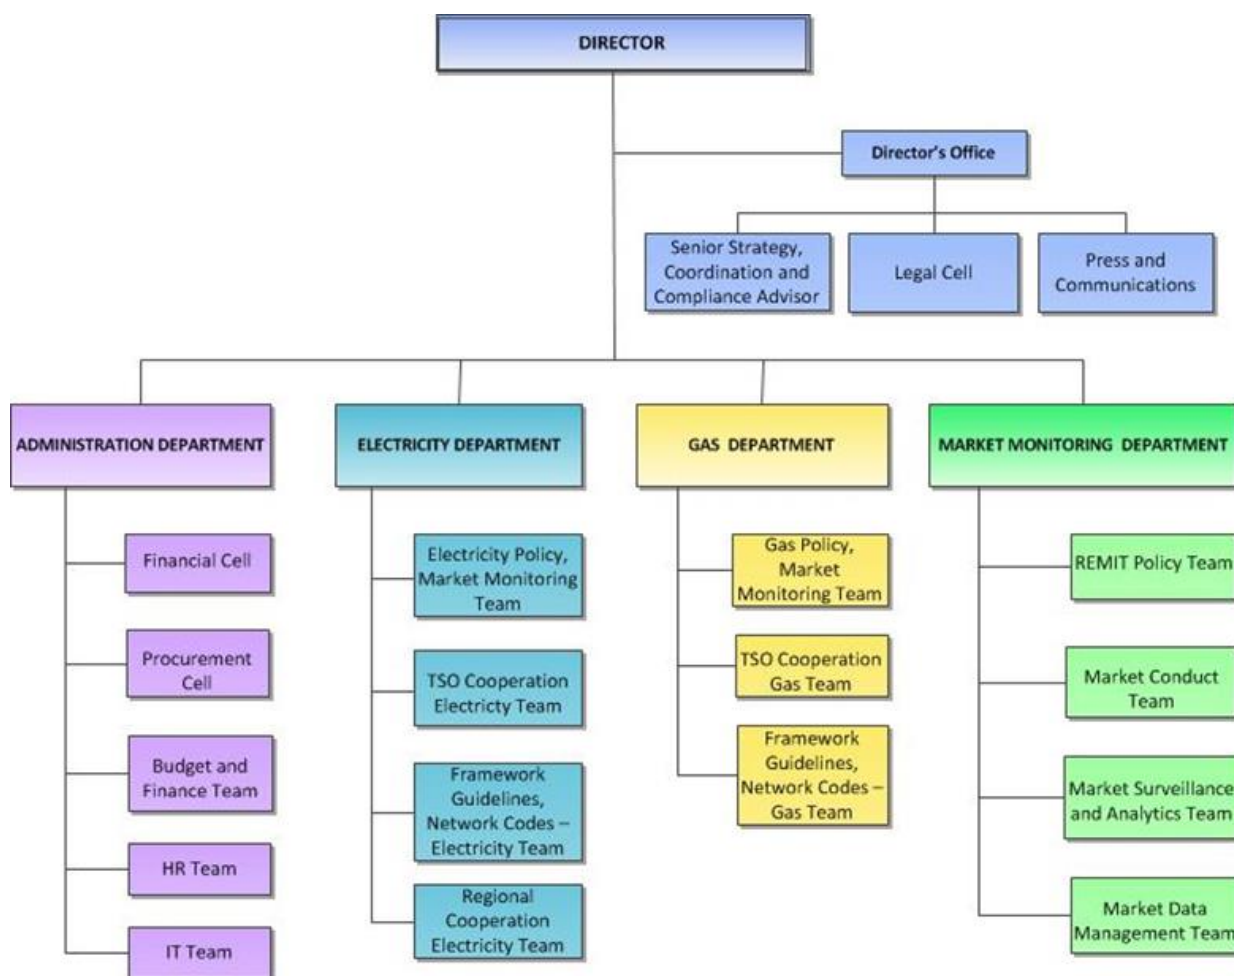 DIRECTOR
Director's Office
Senior Strategy,
Coordination and
Compliance Advisor
Legal Cell
Press and
Communications
ADMINISTRATION DEPARTMENT
Financial Cell
Procurement
Cell
Budget and
Finance Team
HR Team
IT Team
ELECTRICITY DEPARTMENT
Electricity Policy,
Market Monitoring
Team
TSO Cooperation
Electricty Team
Framework
Guidelines,
Network Codes –
Electricity Team
Regional
Cooperation
Electricity Team
GAS DEPARTMENT
Gas Policy,
Market
Monitoring Team
TSO Cooperation
Gas Team
Framework
Guidelines,
Network Codes –
Gas Team
MARKET MONITORING DEPARTMENT
REMIT Policy Team
Market Conduct
Team
Market Surveillance
and Analytics Team
Market Data
Management Team